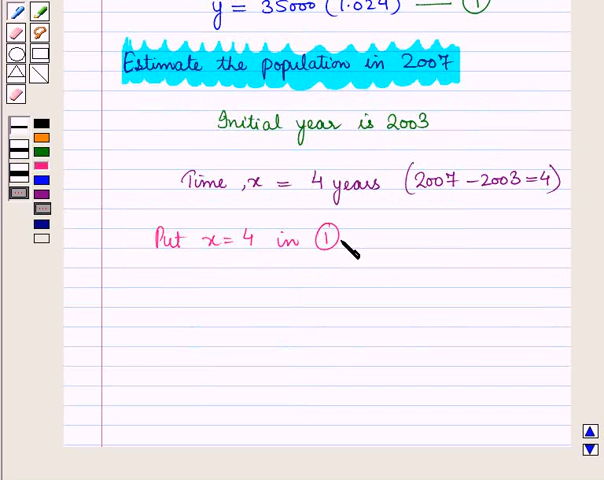 y = 35000 (1.024) — ①
Estimate the population in 2007
Initial year is 2003
Time, x = 4 years (2007 - 2003 = 4)
Put x = 4 in ①